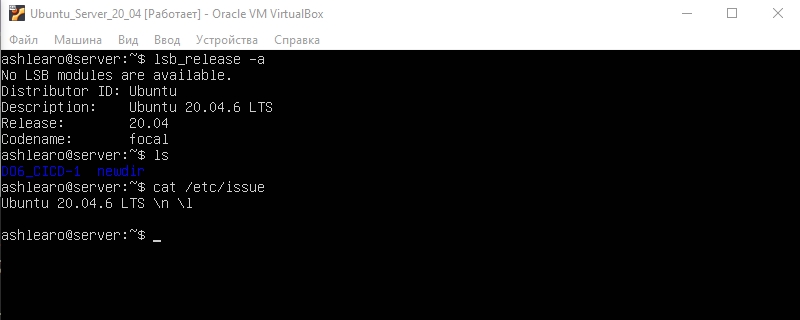 Ubuntu_Server_20_04 [Работает] - Oracle VM VirtualBox
Файл Машина Вид Ввод Устройства Справка
ashlearo@server:~$ lsb_release -a
No LSB modules are available.
Distributor ID: Ubuntu
Description:    Ubuntu 20.04.6 LTS
Release:        20.04
Codename:       focal
ashlearo@server:~$ ls
DO6_CICD-1  newdir
ashlearo@server:~$ cat /etc/issue
Ubuntu 20.04.6 LTS \n \l
ashlearo@server:~$ _